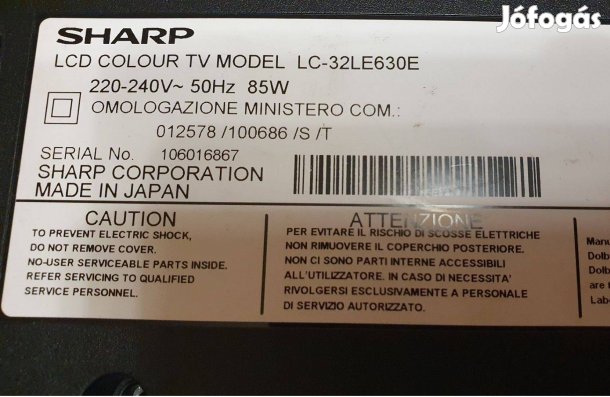 Jófogás
SHARP
LCD COLOUR TV MODEL LC-32LE630E
220-240V~ 50Hz 85W
OMOLOGAZIONE MINISTERO COM.:
012578 /100686 /S /T
SERIAL No. 106016867
SHARP CORPORATION
MADE IN JAPAN
CAUTION
TO PREVENT ELECTRIC SHOCK,
DO NOT REMOVE COVER.
NO-USER SERVICEABLE PARTS INSIDE.
REFER SERVICING TO QUALIFIED
SERVICE PERSONNEL.
ATTENZIONE
PER EVITARE IL RISCHIO DI SCOSSE ELETTRICHE
NON RIMUOVERE IL COPERCHIO POSTERIORE.
NON CI SONO PARTI INTERNE ACCESSIBILI
ALL'UTILIZZATORE. IN CASO DI NECESSITA'
RIVOLGERSI ESCLUSIVAMENTE A PERSONALE
DI SERVIZIO AUTORIZZATO.
Manu
Dolb
Dolb
are